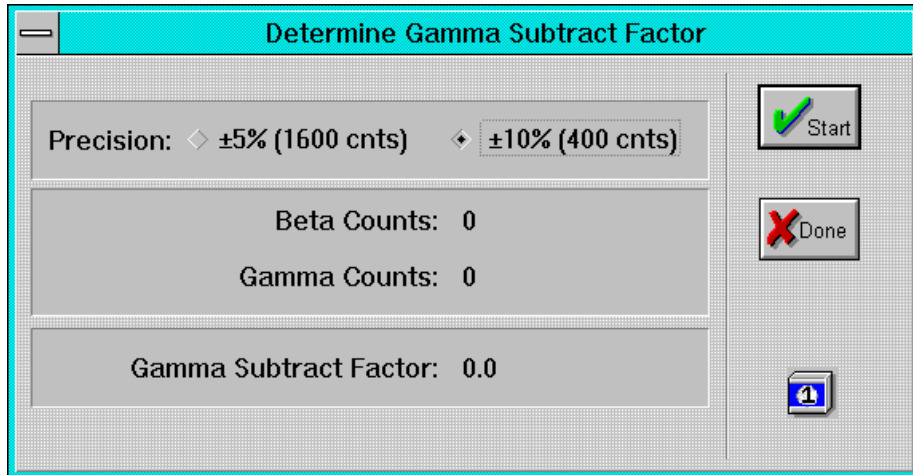 Determine Gamma Subtract Factor
Precision: ±5% (1600 cnts) ±10% (400 cnts)
Start
Beta Counts: 0
Done
Gamma Counts: 0
Gamma Subtract Factor: 0.0
1